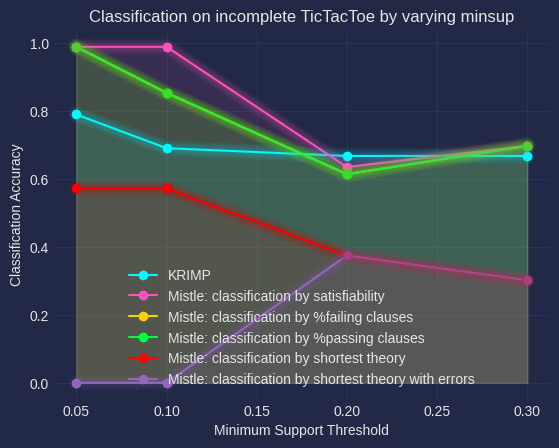 Classification on incomplete TicTacToe by varying minsup
Classification Accuracy
1.0
0.8
0.6
0.4
0.2
0.0
KRIMP
Mistle: classification by satisfiability
Mistle: classification by %failing clauses
Mistle: classification by %passing clauses
Mistle: classification by shortest theory
Mistle: classification by shortest theory with errors
0.05 0.10 0.15 0.20 0.25 0.30
Minimum Support Threshold